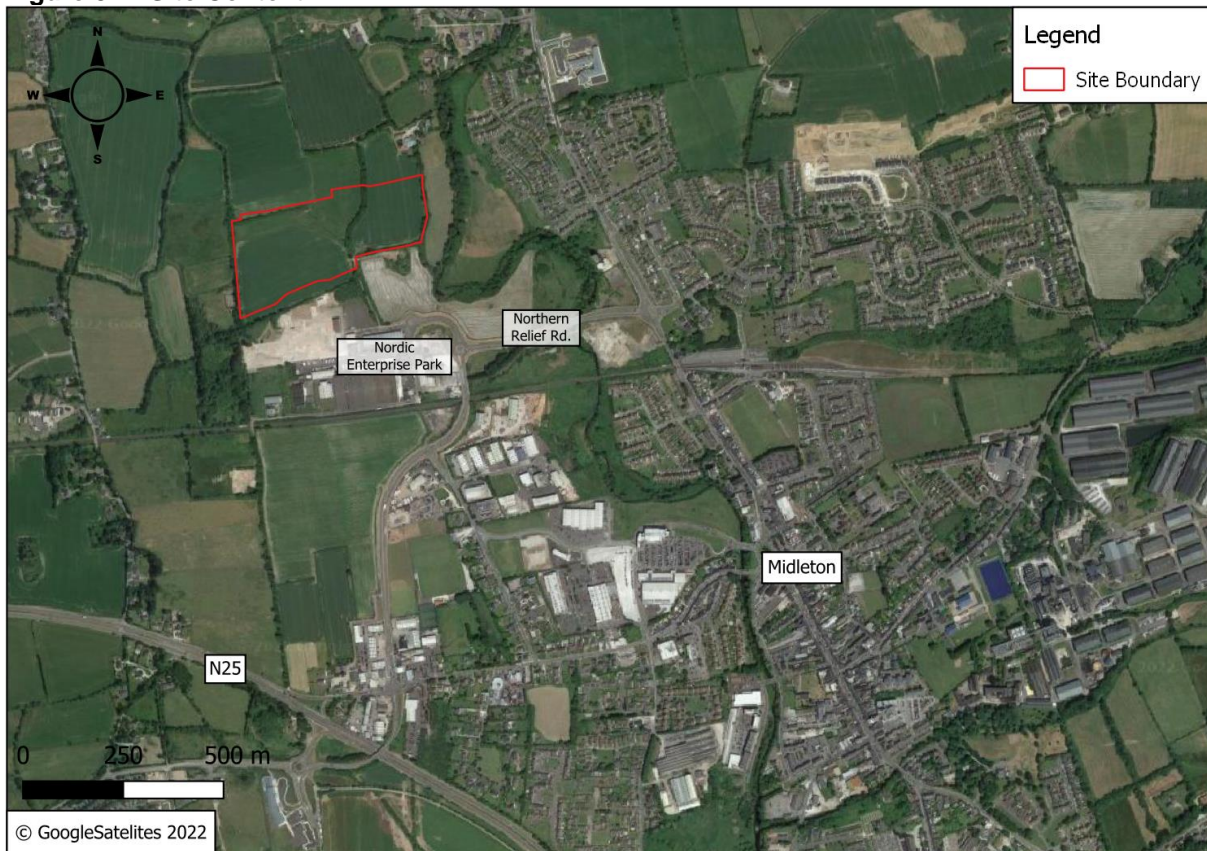 Legend
Site Boundary
N
W
E
S
Northern
Relief Rd.
Nordic
Enterprise Park
Midleton
N25
0 250 500 m
© GoogleSatelites 2022